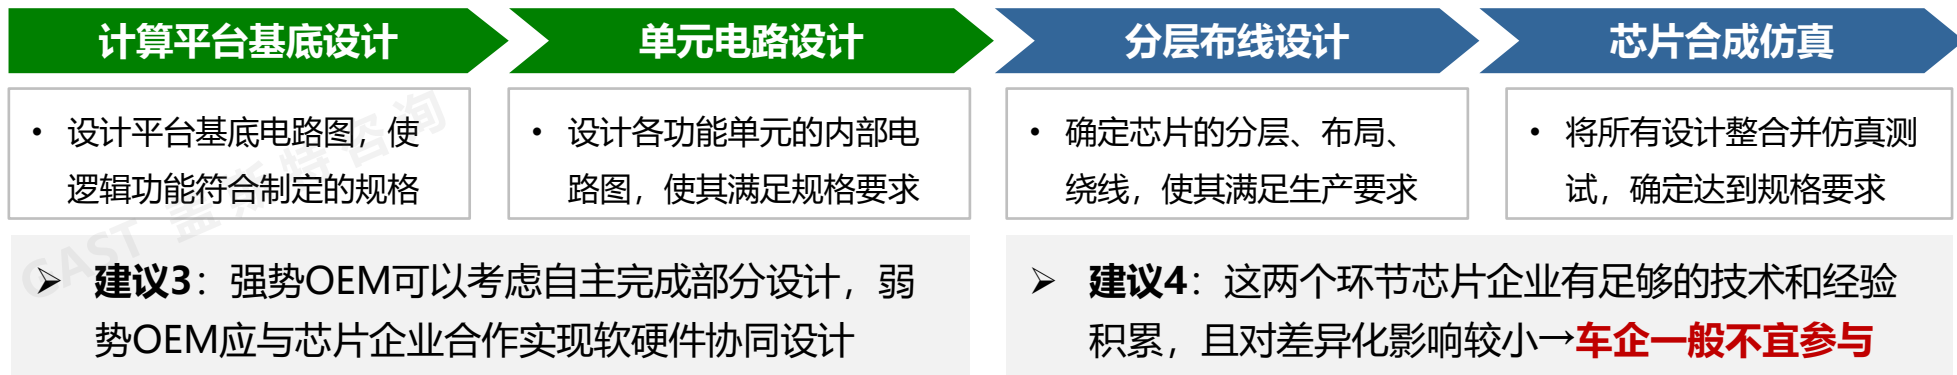 计算平台基底设计
单元电路设计
分层布线设计
芯片合成仿真
• 设计平台基底电路图，使
逻辑功能符合制定的规格
• 设计各功能单元的内部电
路图，使其满足规格要求
• 确定芯片的分层、布局、
绕线，使其满足生产要求
• 将所有设计整合并仿真测
试，确定达到规格要求
GAST 盖斯特咨询
➢ 建议3：强势OEM可以考虑自主完成部分设计，弱
势OEM应与芯片企业合作实现软硬件协同设计
➢ 建议4：这两个环节芯片企业有足够的技术和经验
积累，且对差异化影响较小→车企一般不宜参与